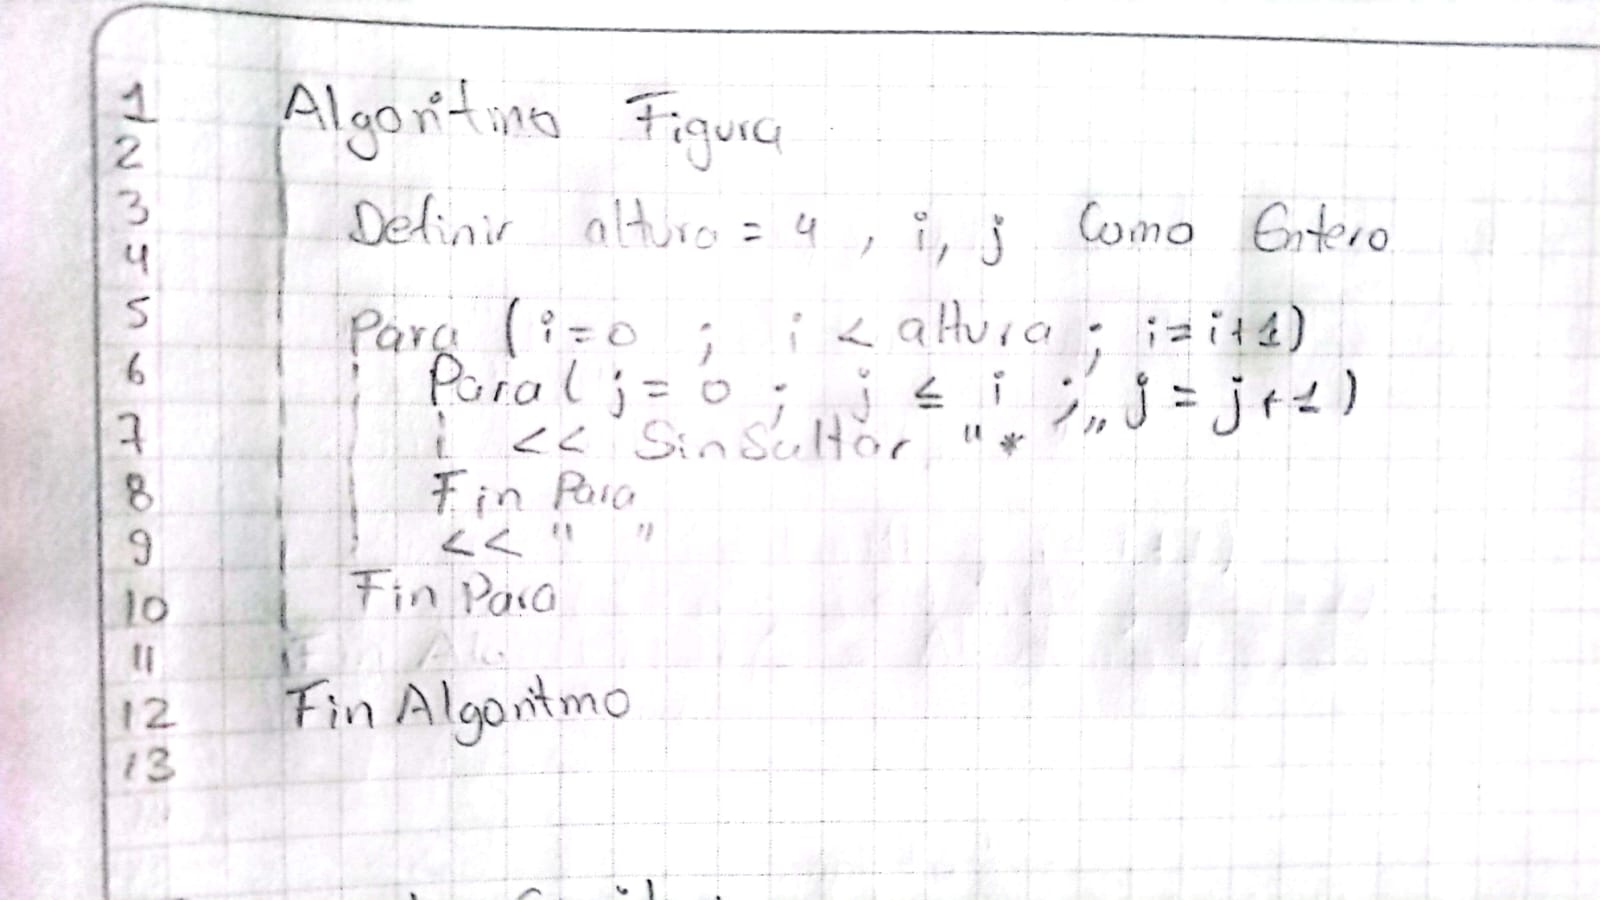 1 Algoritmo Figura
2
3 Definir altura = 4 , i, j Como Entero
4
5 Para ( i = 0 ; i < altura ; i = i + 1 )
6 Para ( j = 0 ; j ≤ i ; j = j + 1 )
7 << SinSaltar " * "
8 Fin Para
9 << " "
10 Fin Para
11
12 Fin Algoritmo
13